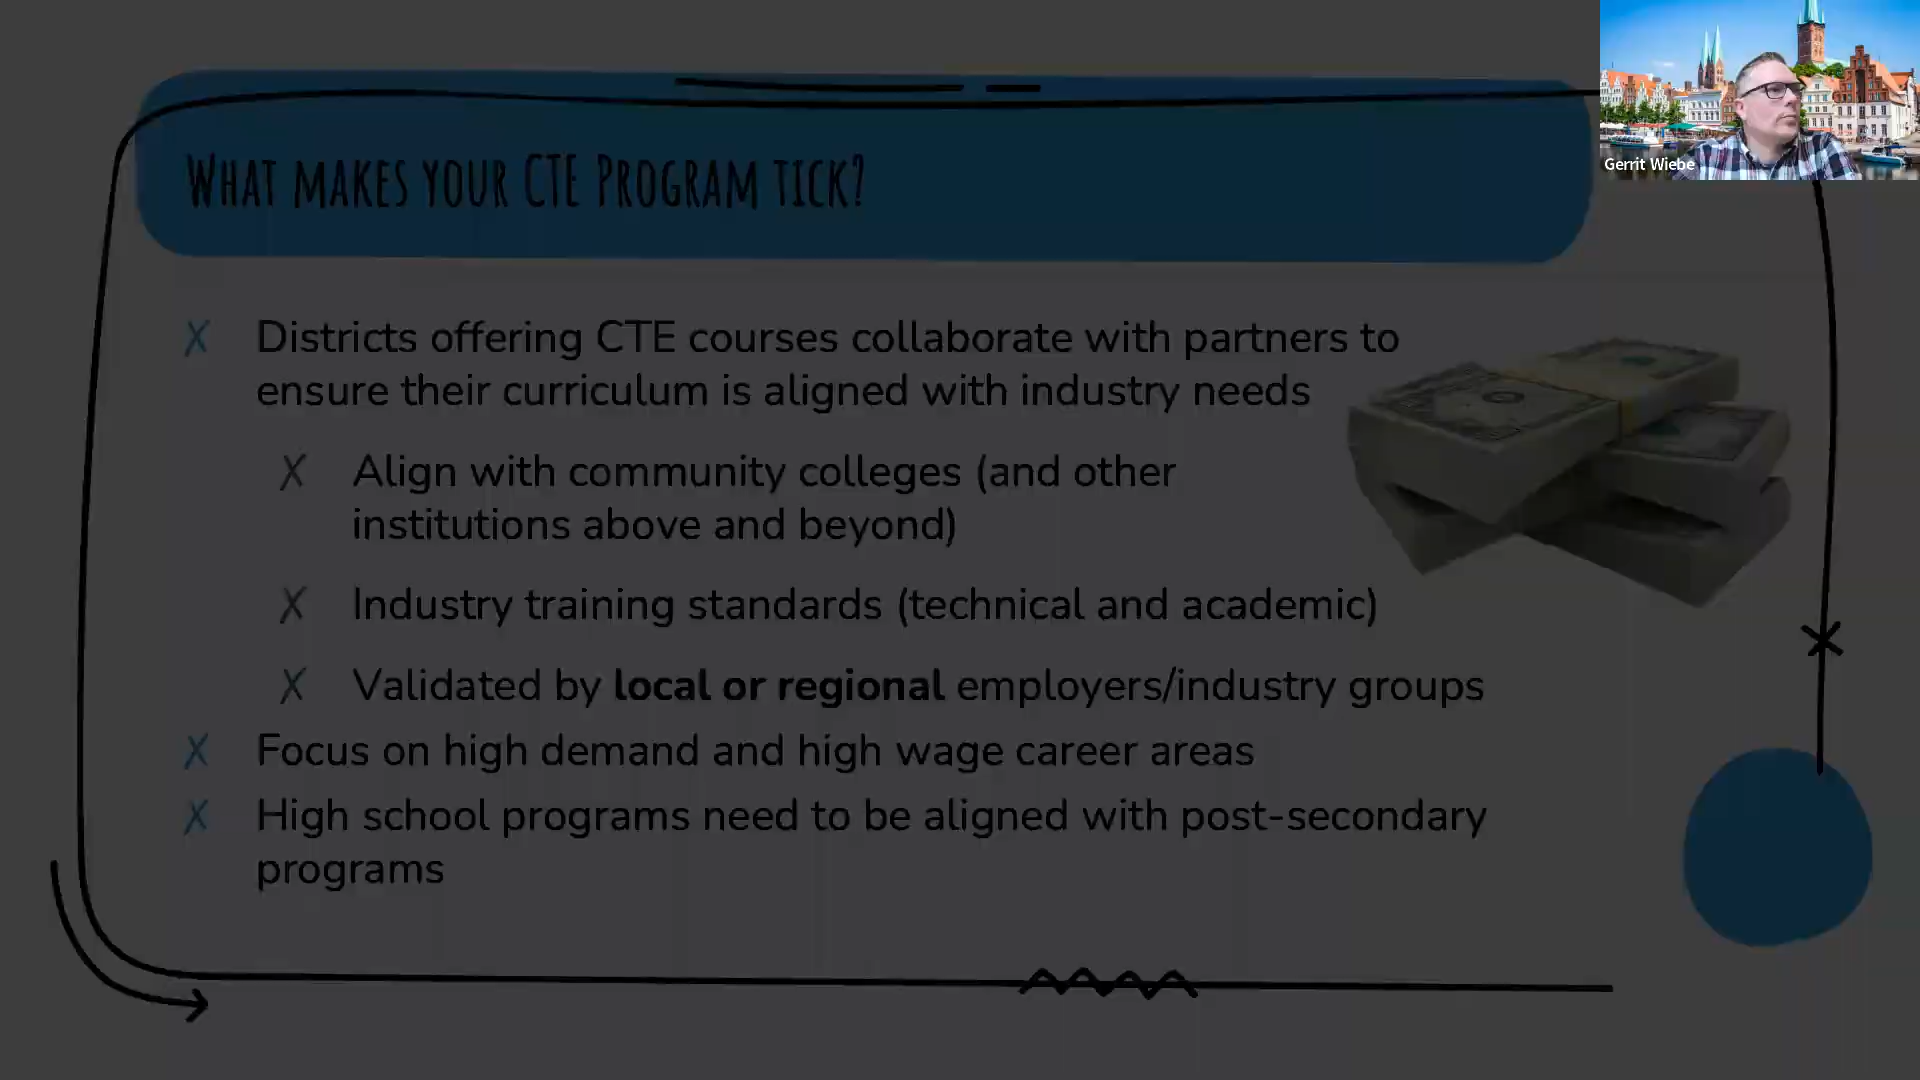 What makes your CTE Program tick?
Gerrit Wiebe
Districts offering CTE courses collaborate with partners to
ensure their curriculum is aligned with industry needs
Align with community colleges (and other
institutions above and beyond)
Industry training standards (technical and academic)
Validated by local or regional employers/industry groups
Focus on high demand and high wage career areas
High school programs need to be aligned with post-secondary
programs